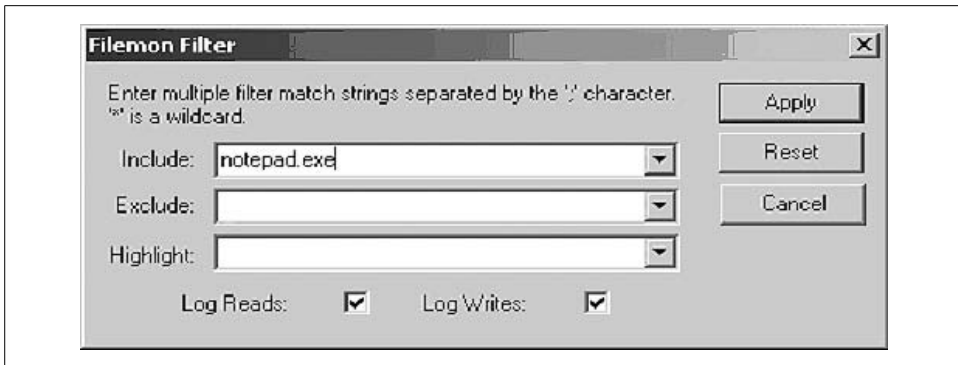 Filemon Filter
Enter multiple filter match strings separated by the ';' character.
'*' is a wildcard.
Apply
Include: notepad.exe
Reset
Exclude:
Cancel
Highlight:
Log Reads: Log Writes: